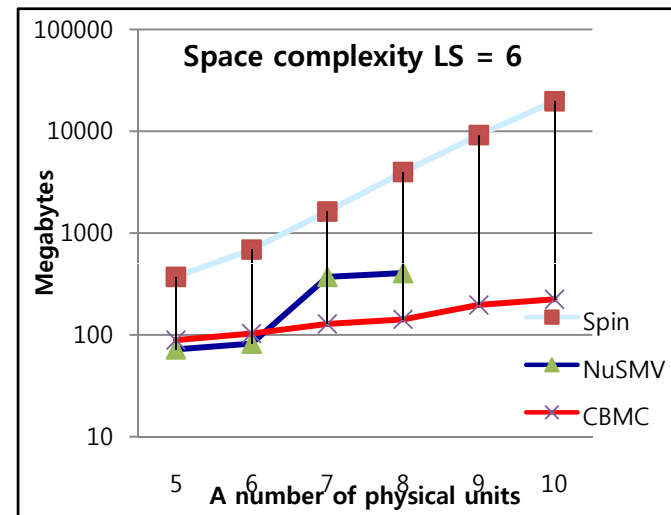 Space complexity LS = 6
Megabytes
100000
10000
1000
100
10
5 6 7 8 9 10
A number of physical units
Spin
NuSMV
CBMC